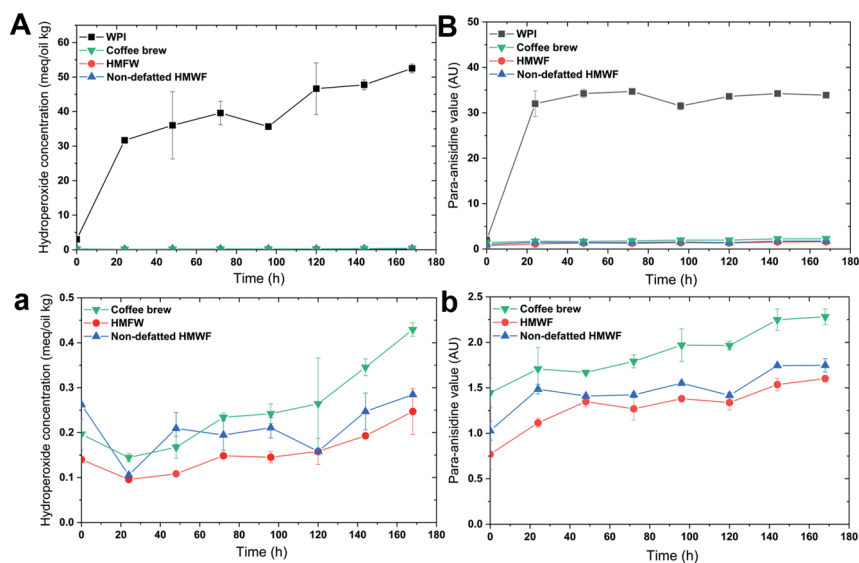 A
Hydroperoxide concentration (meq/oil kg)
60
50
40
30
20
10
0
WPI
Coffee brew
HMFW
Non-defatted HMWF
0 20 40 60 80 100 120 140 160 180
Time (h)
B
Para-anisidine value (AU)
50
40
30
20
10
0
WPI
Coffee brew
HMWF
Non-defatted HMWF
0 20 40 60 80 100 120 140 160 180
Time (h)
a
Hydroperoxide concentration (meq/oil kg)
0.5
0.4
0.3
0.2
0.1
0.0
Coffee brew
HMFW
Non-defatted HMWF
0 20 40 60 80 100 120 140 160 180
Time (h)
b
Para-anisidine value (AU)
2.5
2.0
1.5
1.0
0.5
0.0
Coffee brew
HMWF
Non-defatted HMWF
0 20 40 60 80 100 120 140 160 180
Time (h)